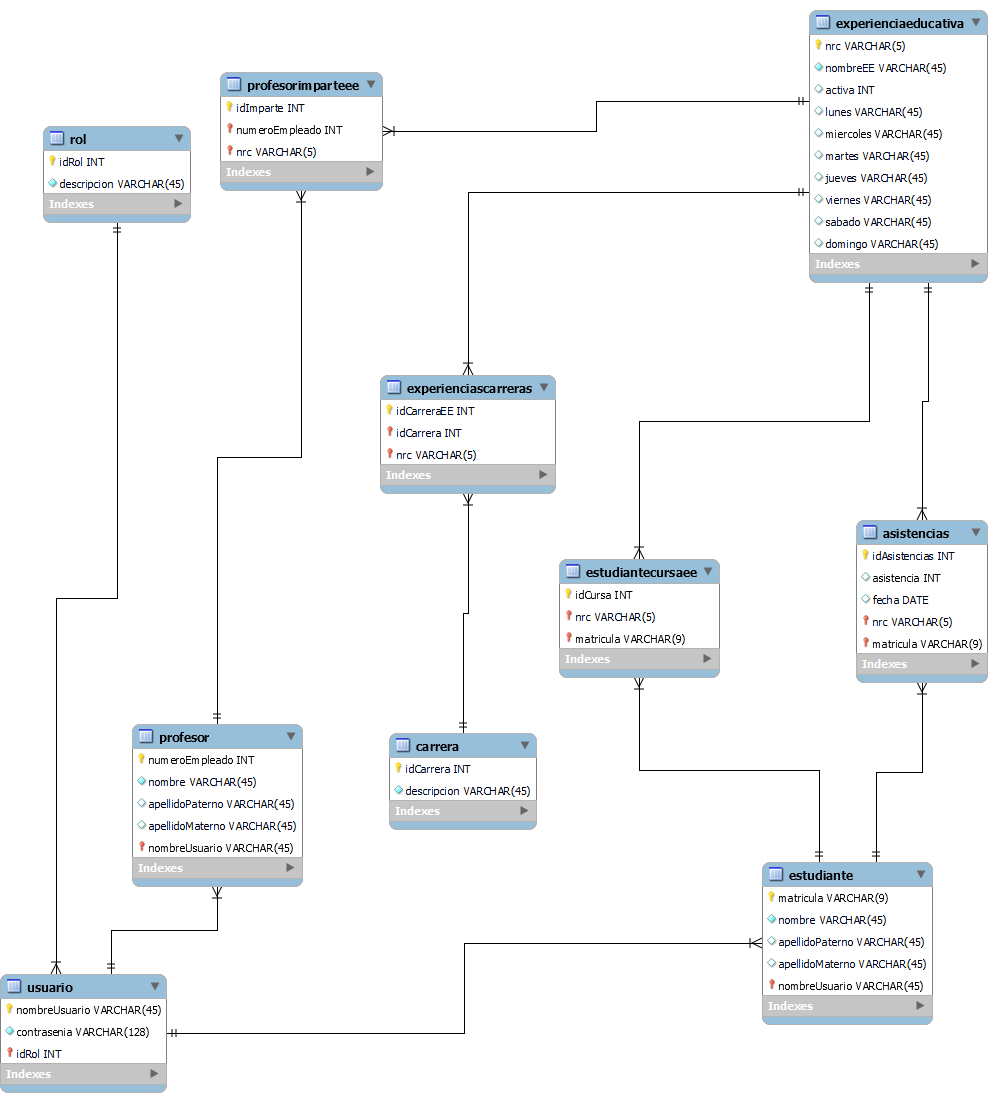 experienciaeducativa
nrc VARCHAR(5)
nombreEE VARCHAR(45)
activa INT
lunes VARCHAR(45)
miercoles VARCHAR(45)
martes VARCHAR(45)
jueves VARCHAR(45)
viernes VARCHAR(45)
sabado VARCHAR(45)
domingo VARCHAR(45)
Indexes
profesorimparteee
idImparte INT
numeroEmpleado INT
nrc VARCHAR(5)
Indexes
rol
idRol INT
descripcion VARCHAR(45)
Indexes
experienciascarreras
idCarreraEE INT
idCarrera INT
nrc VARCHAR(5)
Indexes
asistencias
idAsistencias INT
asistencia INT
fecha DATE
nrc VARCHAR(5)
matricula VARCHAR(9)
Indexes
estudiantecursaee
idCursa INT
nrc VARCHAR(5)
matricula VARCHAR(9)
Indexes
profesor
numeroEmpleado INT
nombre VARCHAR(45)
apellidoPaterno VARCHAR(45)
apellidoMaterno VARCHAR(45)
nombreUsuario VARCHAR(45)
Indexes
carrera
idCarrera INT
descripcion VARCHAR(45)
Indexes
estudiante
matricula VARCHAR(9)
nombre VARCHAR(45)
apellidoPaterno VARCHAR(45)
apellidoMaterno VARCHAR(45)
nombreUsuario VARCHAR(45)
Indexes
usuario
nombreUsuario VARCHAR(45)
contrasenia VARCHAR(128)
idRol INT
Indexes